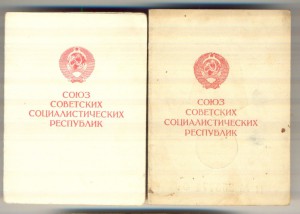 СОЮЗ
СОВЕТСКИХ
СОЦИАЛИСТИЧЕСКИХ
РЕСПУБЛИК
СОЮЗ
СОВЕТСКИХ
СОЦИАЛИСТИЧЕСКИХ
РЕСПУБЛИК